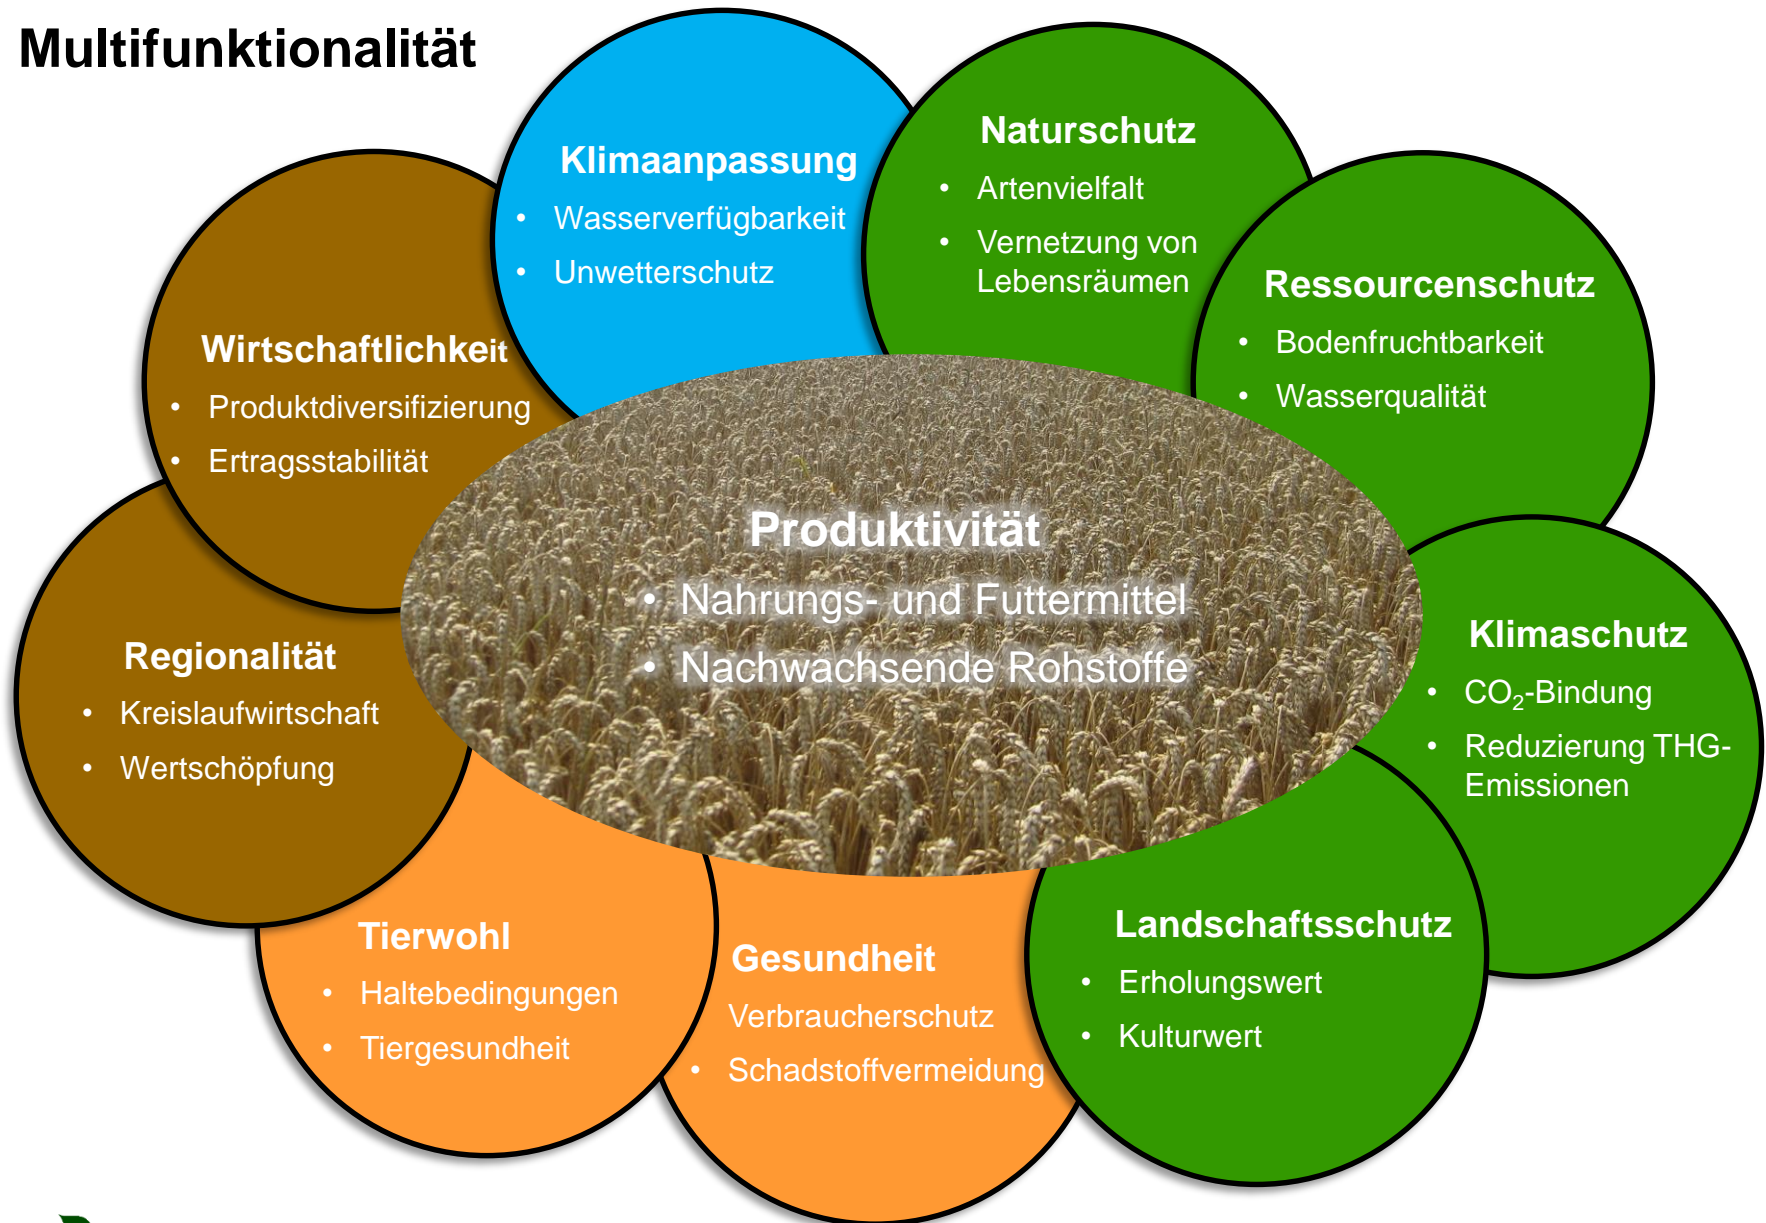 Multifunktionalität
Klimaanpassung
• Wasserverfügbarkeit
• Unwetterschutz
Naturschutz
• Artenvielfalt
• Vernetzung von
Lebensräumen
Ressourcenschutz
• Bodenfruchtbarkeit
• Wasserqualität
Wirtschaftlichkeit
• Produktdiversifizierung
• Ertragsstabilität
Produktivität
• Nahrungs- und Futtermittel
• Nachwachsende Rohstoffe
Klimaschutz
• CO₂-Bindung
• Reduzierung THG-
Emissionen
Regionalität
• Kreislaufwirtschaft
• Wertschöpfung
Tierwohl
• Haltebedingungen
• Tiergesundheit
Gesundheit
Verbraucherschutz
• Schadstoffvermeidung
Landschaftsschutz
• Erholungswert
• Kulturwert